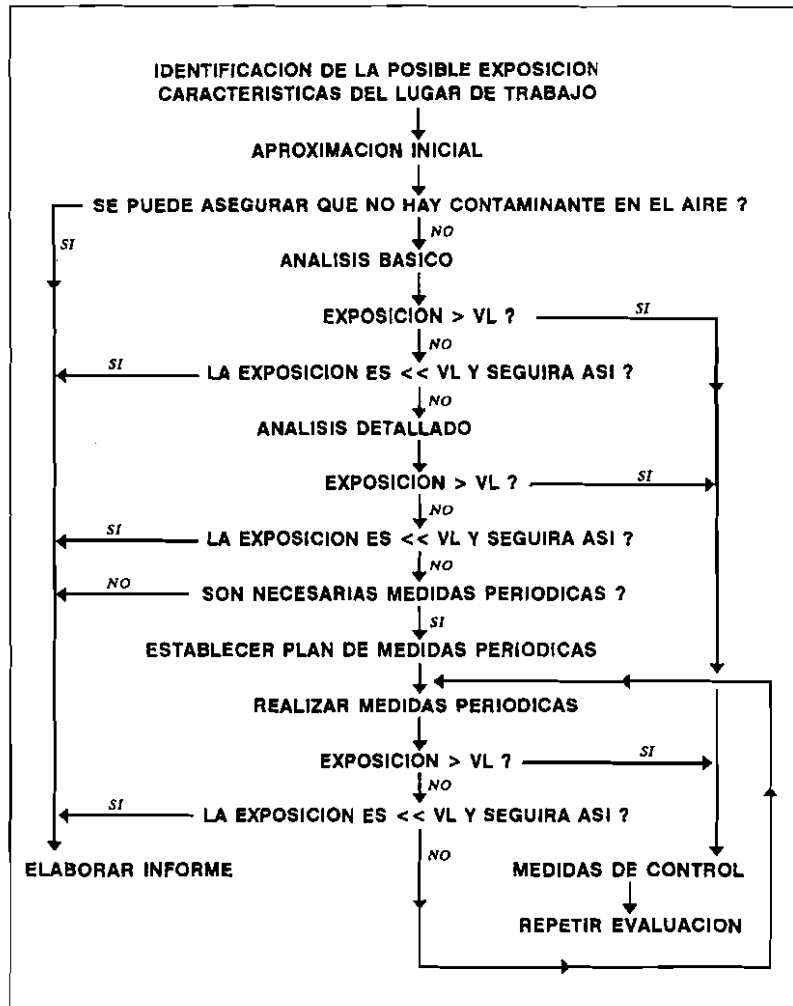 IDENTIFICACION DE LA POSIBLE EXPOSICION
CARACTERISTICAS DEL LUGAR DE TRABAJO
APROXIMACION INICIAL
SE PUEDE ASEGURAR QUE NO HAY CONTAMINANTE EN EL AIRE ?
SI
NO
ANALISIS BASICO
EXPOSICION > VL ?
SI
NO
SI
LA EXPOSICION ES << VL Y SEGUIRA ASI ?
NO
ANALISIS DETALLADO
EXPOSICION > VL ?
SI
NO
SI
LA EXPOSICION ES << VL Y SEGUIRA ASI ?
NO
NO
SON NECESARIAS MEDIDAS PERIODICAS ?
SI
ESTABLECER PLAN DE MEDIDAS PERIODICAS
REALIZAR MEDIDAS PERIODICAS
EXPOSICION > VL ?
SI
NO
SI
LA EXPOSICION ES << VL Y SEGUIRA ASI ?
NO
ELABORAR INFORME
MEDIDAS DE CONTROL
REPETIR EVALUACION